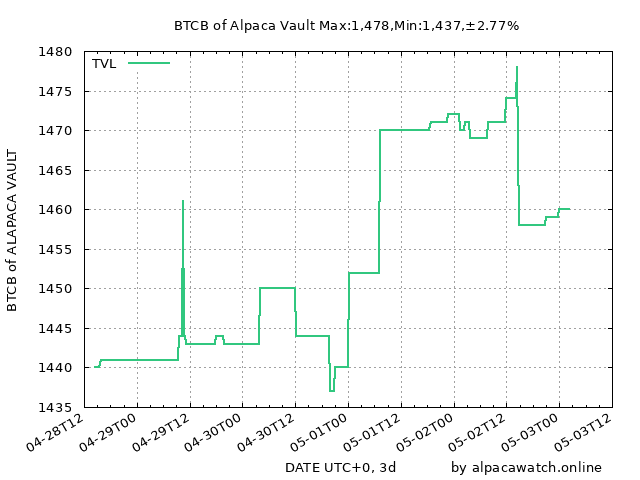 BTCB of Alpaca Vault Max:1,478,Min:1,437,±2.77%
TVL
1480
1475
1470
1465
1460
1455
1450
1445
1440
1435
BTCB of ALAPACA VAULT
04-28T12
04-29T00
04-29T12
04-30T00
04-30T12
05-01T00
05-01T12
05-02T00
05-02T12
05-03T00
05-03T12
DATE UTC+0, 3d
by alpacawatch.online